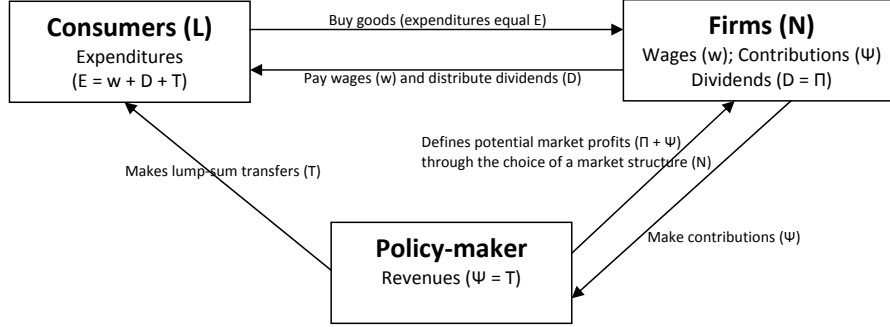 Consumers (L)
Expenditures
(E = w + D + T)
Buy goods (expenditures equal E)
Pay wages (w) and distribute dividends (D)
Firms (N)
Wages (w); Contributions (Ψ)
Dividends (D = Π)
Makes lump-sum transfers (T)
Defines potential market profits (Π + Ψ)
through the choice of a market structure (N)
Make contributions (Ψ)
Policy-maker
Revenues (Ψ = T)